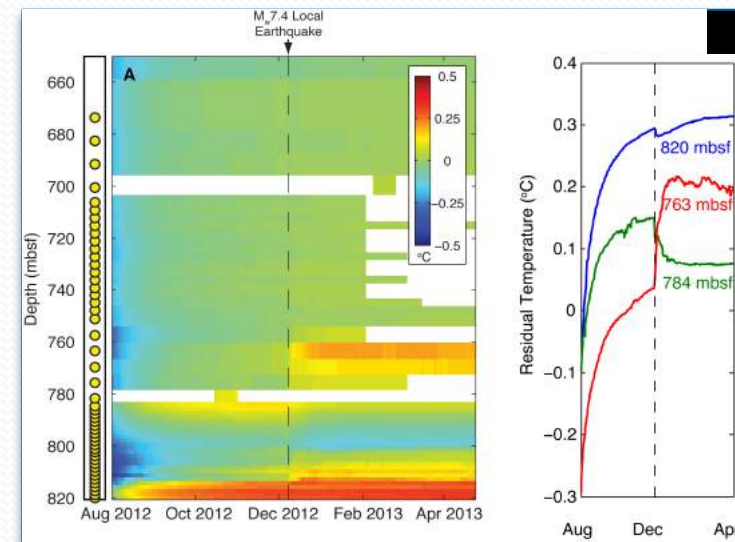 M_w7.4 Local
Earthquake
A
660
680
700
720
740
760
780
800
820
Depth (mbsf)
0.5
0.25
0
−0.25
−0.5
°C
Aug 2012
Oct 2012
Dec 2012
Feb 2013
Apr 2013
0.4
0.3
0.2
0.1
0
−0.1
−0.2
−0.3
Residual Temperature (°C)
820 mbsf
763 mbsf
784 mbsf
Aug
Dec